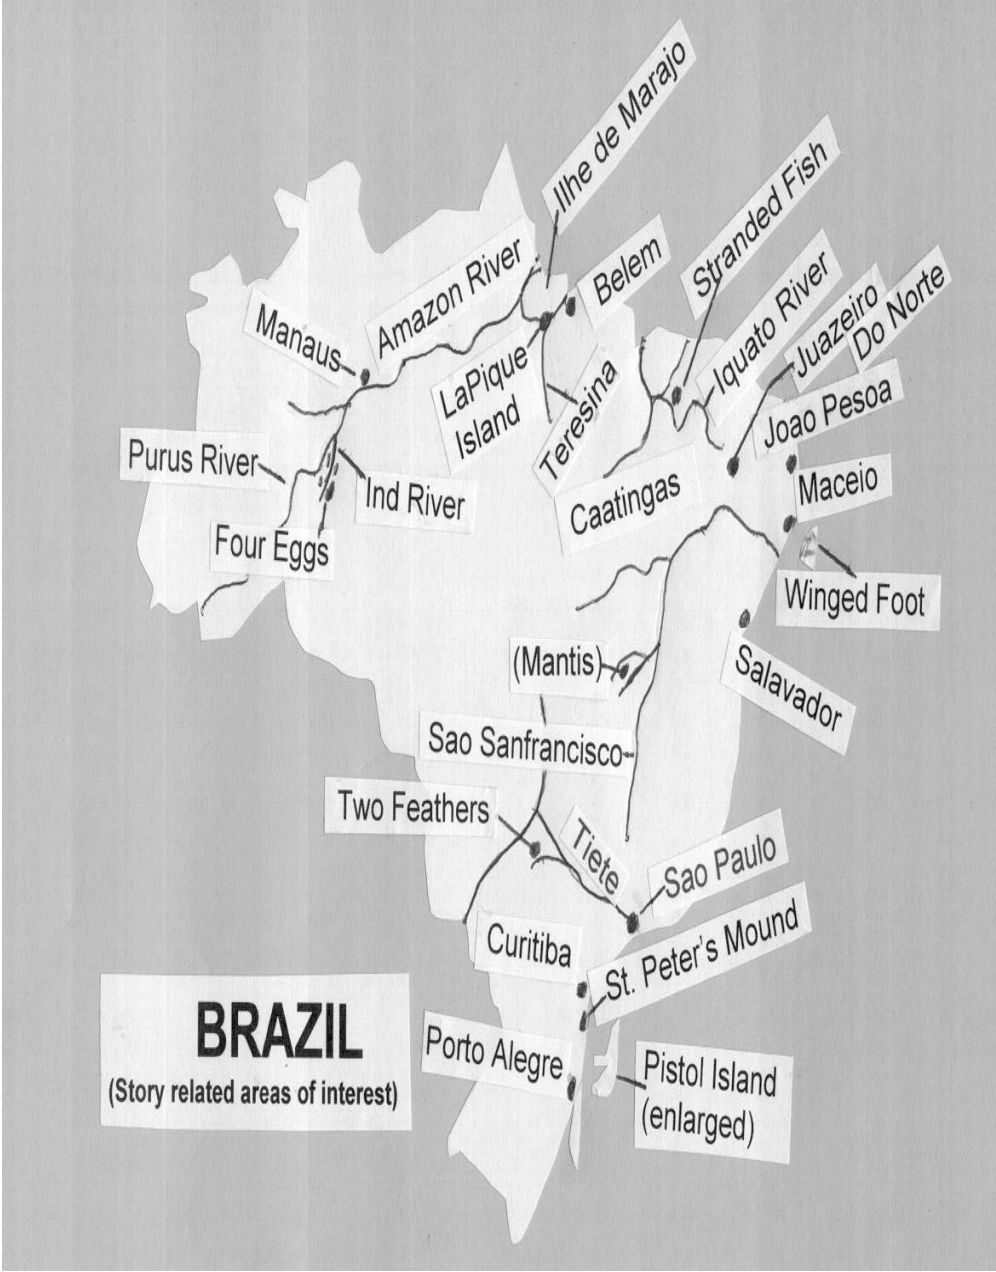 Ilhe de Marajo
Stranded Fish
Amazon River
Belem
Iquato River
Juazeiro
Do Norte
Manaus
LaPique
Island
Teresina
Joao Pesoa
Purus River
Ind River
Caatingas
Maceio
Four Eggs
Winged Foot
(Mantis)
Salavador
Sao Sanfrancisco
Two Feathers
Tiete
Sao Paulo
Curitiba
St. Peter's Mound
BRAZIL
(Story related areas of interest)
Porto Alegre
Pistol Island
(enlarged)